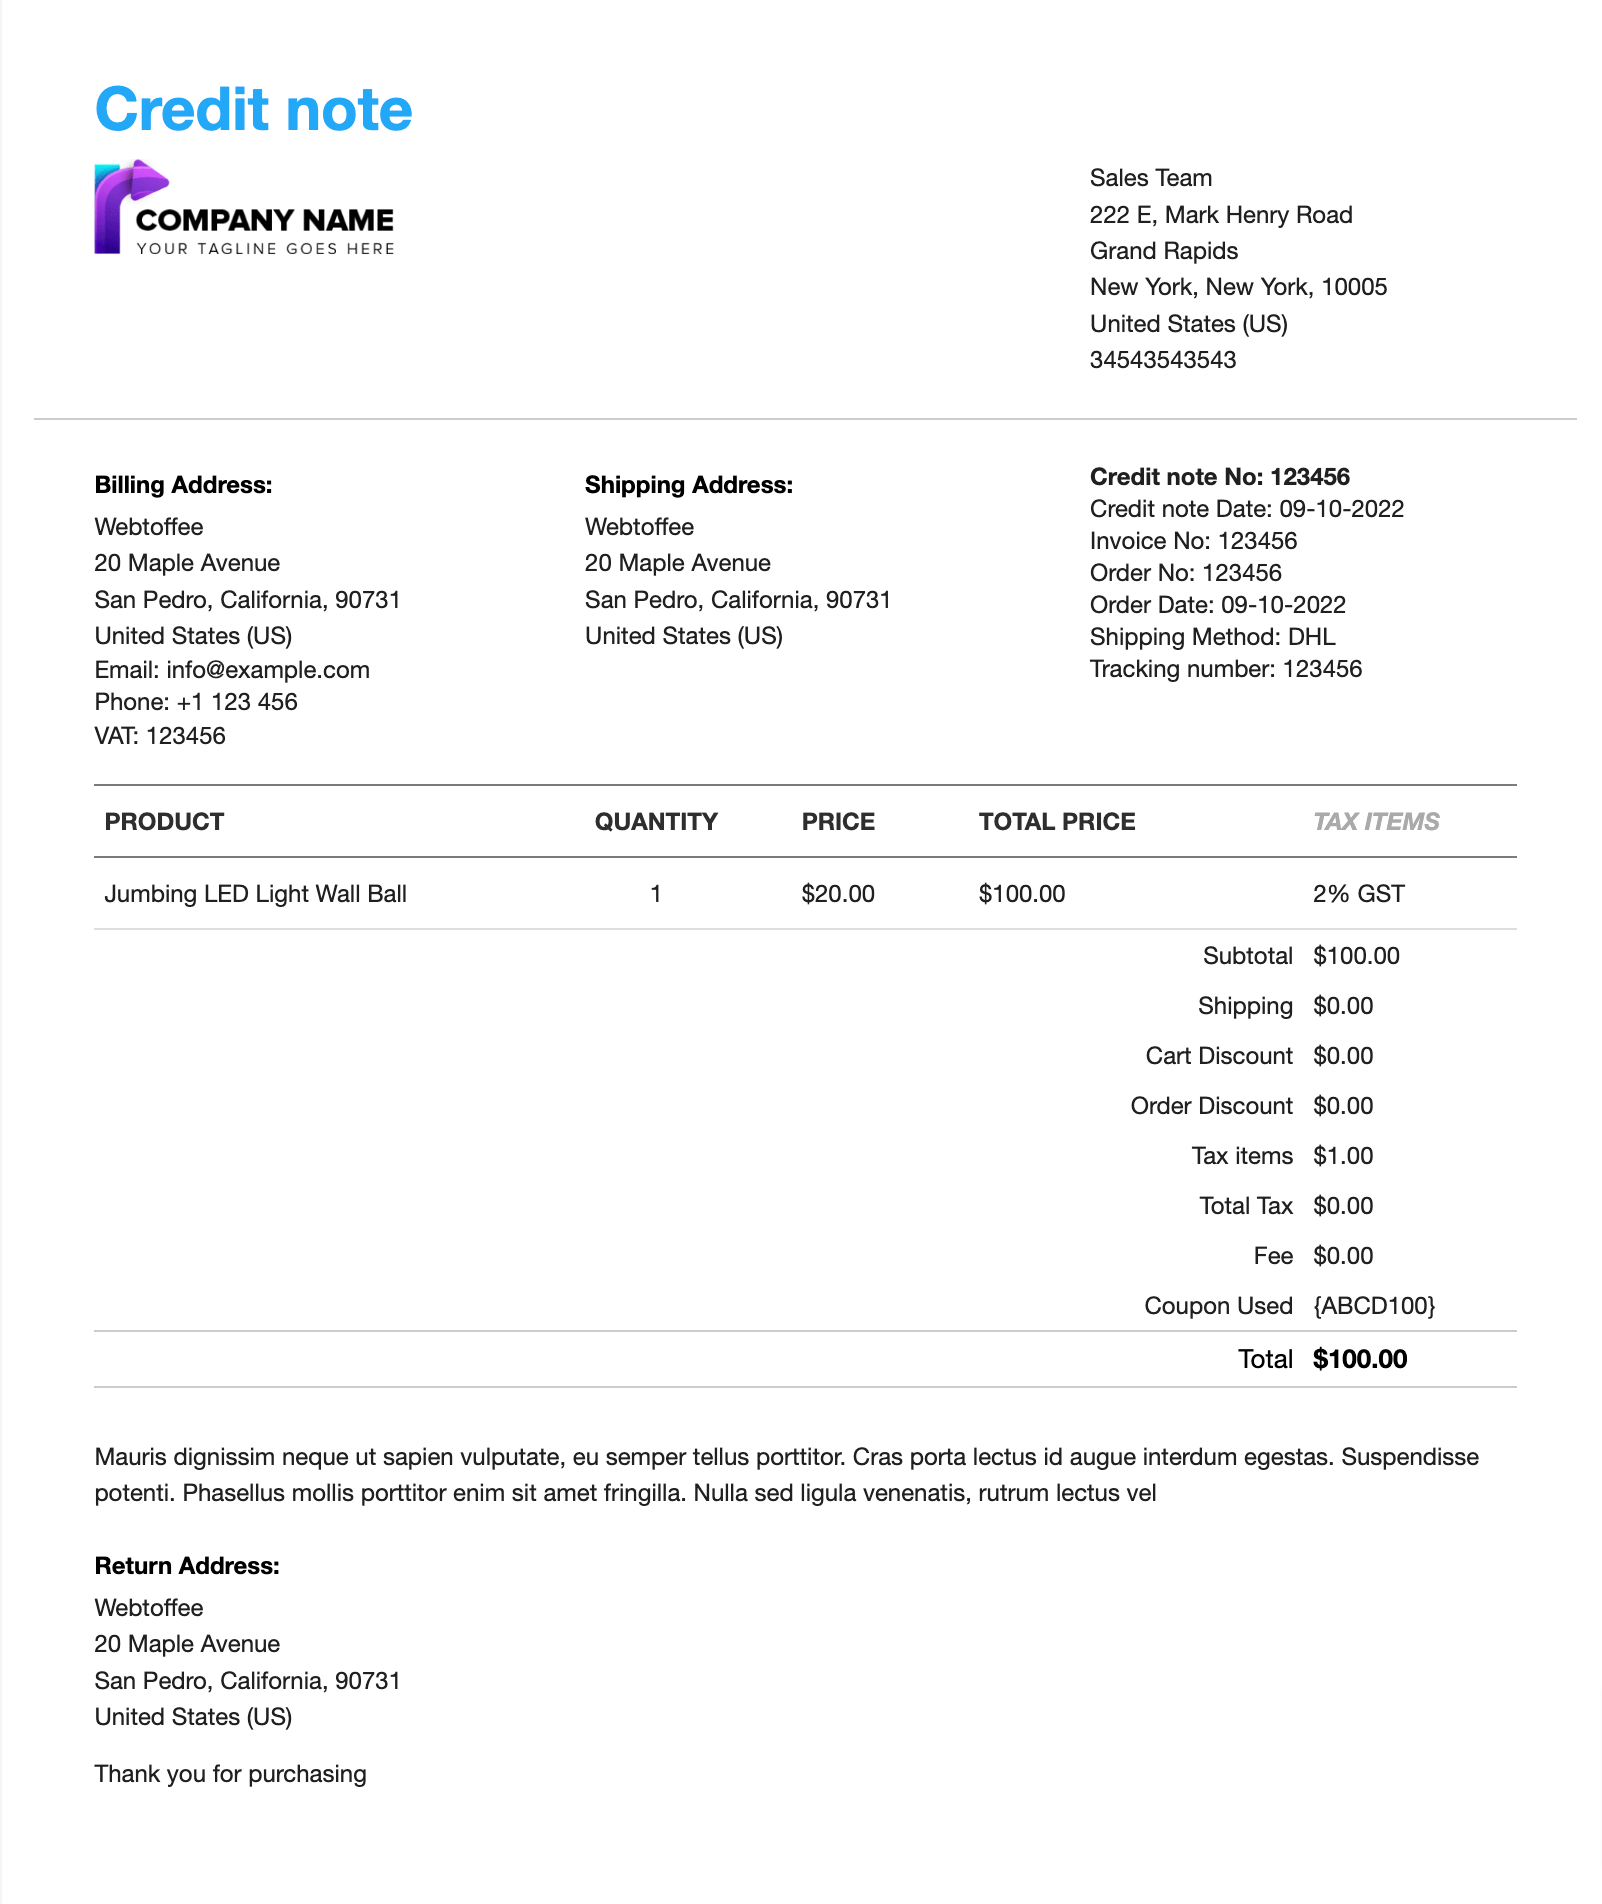 Credit note
COMPANY NAME
YOUR TAGLINE GOES HERE
Sales Team
222 E, Mark Henry Road
Grand Rapids
New York, New York, 10005
United States (US)
34543543543
Billing Address:
Webtoffee
20 Maple Avenue
San Pedro, California, 90731
United States (US)
Email: info@example.com
Phone: +1 123 456
VAT: 123456
Shipping Address:
Webtoffee
20 Maple Avenue
San Pedro, California, 90731
United States (US)
Credit note No: 123456
Credit note Date: 09-10-2022
Invoice No: 123456
Order No: 123456
Order Date: 09-10-2022
Shipping Method: DHL
Tracking number: 123456
PRODUCT QUANTITY PRICE TOTAL PRICE TAX ITEMS
Jumbing LED Light Wall Ball 1 $20.00 $100.00 2% GST
Subtotal $100.00
Shipping $0.00
Cart Discount $0.00
Order Discount $0.00
Tax items $1.00
Total Tax $0.00
Fee $0.00
Coupon Used {ABCD100}
Total $100.00
Mauris dignissim neque ut sapien vulputate, eu semper tellus porttitor. Cras porta lectus id augue interdum egestas. Suspendisse
potenti. Phasellus mollis porttitor enim sit amet fringilla. Nulla sed ligula venenatis, rutrum lectus vel
Return Address:
Webtoffee
20 Maple Avenue
San Pedro, California, 90731
United States (US)
Thank you for purchasing